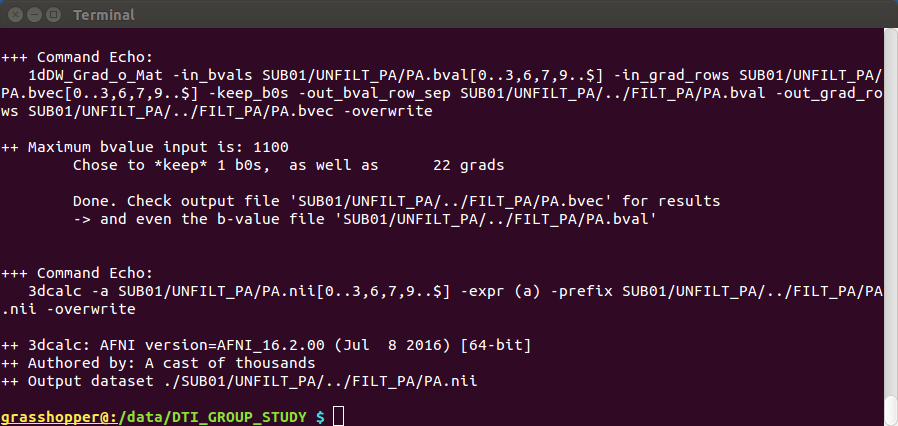 Terminal
+++ Command Echo:
1dDW_Grad_o_Mat -in_bvals SUB01/UNFILT_PA/PA.bval[0..3,6,7,9..$] -in_grad_rows SUB01/UNFILT_PA/
PA.bvec[0..3,6,7,9..$] -keep_b0s -out_bval_row_sep SUB01/UNFILT_PA/../FILT_PA/PA.bval -out_grad_ro
ws SUB01/UNFILT_PA/../FILT_PA/PA.bvec -overwrite
++ Maximum bvalue input is: 1100
Chose to *keep* 1 b0s,  as well as      22 grads
Done. Check output file 'SUB01/UNFILT_PA/../FILT_PA/PA.bvec' for results
-> and even the b-value file 'SUB01/UNFILT_PA/../FILT_PA/PA.bval'
+++ Command Echo:
3dcalc -a SUB01/UNFILT_PA/PA.nii[0..3,6,7,9..$] -expr (a) -prefix SUB01/UNFILT_PA/../FILT_PA/PA
.nii -overwrite
++ 3dcalc: AFNI version=AFNI_16.2.00 (Jul  8 2016) [64-bit]
++ Authored by: A cast of thousands
++ Output dataset ./SUB01/UNFILT_PA/../FILT_PA/PA.nii
grasshopper@:/data/DTI_GROUP_STUDY $